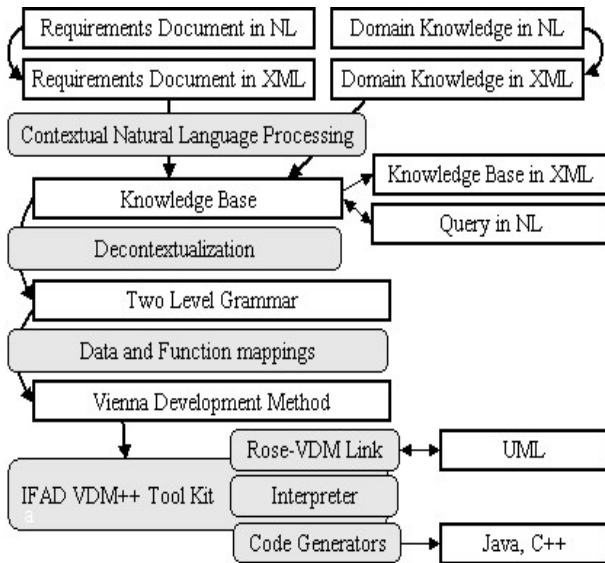 Requirements Document in NL
Domain Knowledge in NL
Requirements Document in XML
Domain Knowledge in XML
Contextual Natural Language Processing
Knowledge Base
Knowledge Base in XML
Query in NL
Decontextualization
Two Level Grammar
Data and Function mappings
Vienna Development Method
Rose-VDM Link
UML
IFAD VDM++ Tool Kit
a
Interpreter
Code Generators
Java, C++